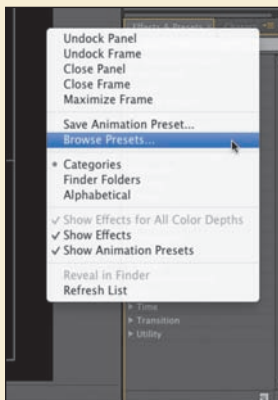 Effects & Presets
Undock Panel
Undock Frame
Close Panel
Close Frame
Maximize Frame
Save Animation Preset...
Browse Presets...
Categories
Finder Folders
Alphabetical
Show Effects for All Color Depths
Show Effects
Show Animation Presets
Reveal in Finder
Refresh List
Time
Transition
Utility